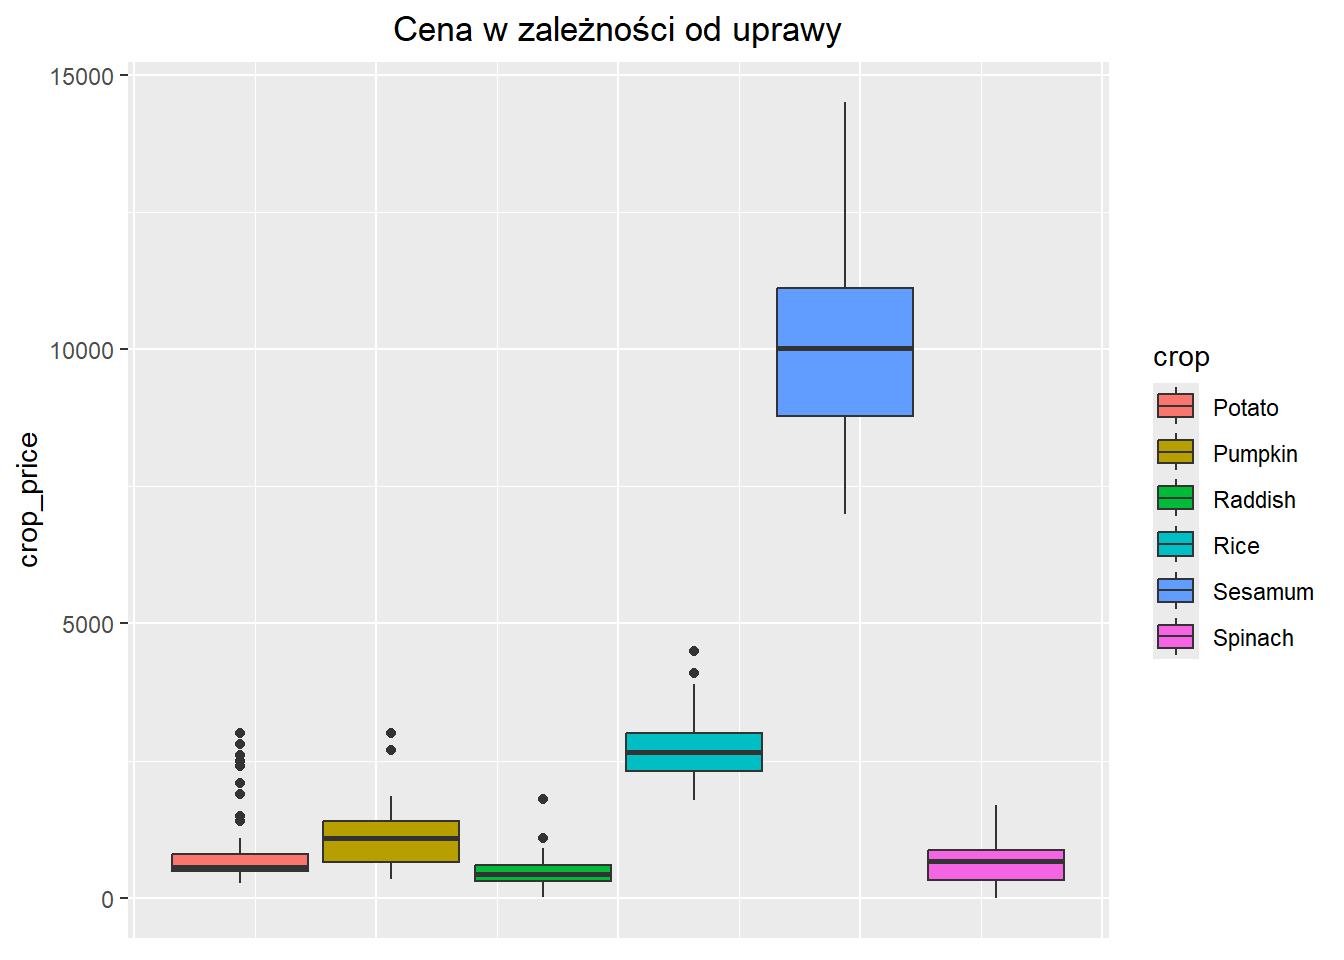 Cena w zależności od uprawy
15000
10000
5000
0
crop_price
crop
Potato
Pumpkin
Raddish
Rice
Sesamum
Spinach